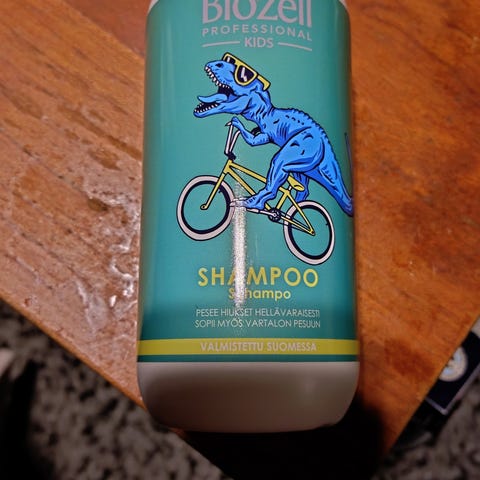 Biozell
PROFESSIONAL
KIDS
SHAMPOO
Schampo
PESEE HIUKSET HELLÄVARAISESTI
SOPII MYÖS VARTALON PESUUN
VALMISTETTU SUOMESSA